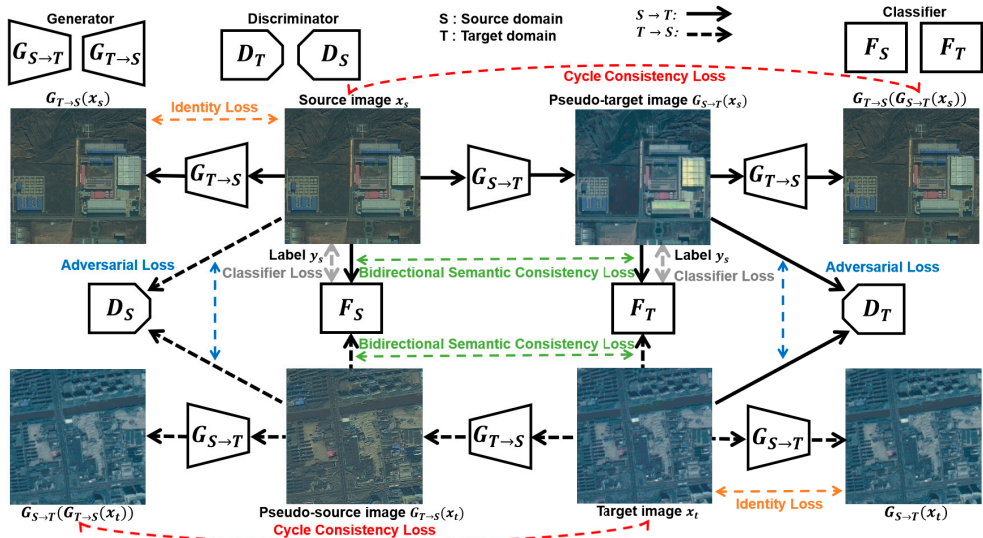 Generator
Discriminator
S : Source domain
T : Target domain
S → T:
T → S:
Classifier
G_{S→T}
G_{T→S}
D_T
D_S
F_S
F_T
Cycle Consistency Loss
G_{T→S}(x_s)
Identity Loss
Source image x_s
Pseudo-target image G_{S→T}(x_s)
G_{T→S}(G_{S→T}(x_s))
G_{T→S}
G_{S→T}
G_{T→S}
Label y_s
Classifier Loss
Bidirectional Semantic Consistency Loss
Label y_s
Classifier Loss
Adversarial Loss
Adversarial Loss
D_S
F_S
F_T
D_T
Bidirectional Semantic Consistency Loss
G_{S→T}
G_{T→S}
G_{S→T}
G_{S→T}(G_{T→S}(x_t))
Pseudo-source image G_{T→S}(x_t)
Target image x_t
Identity Loss
G_{S→T}(x_t)
Cycle Consistency Loss